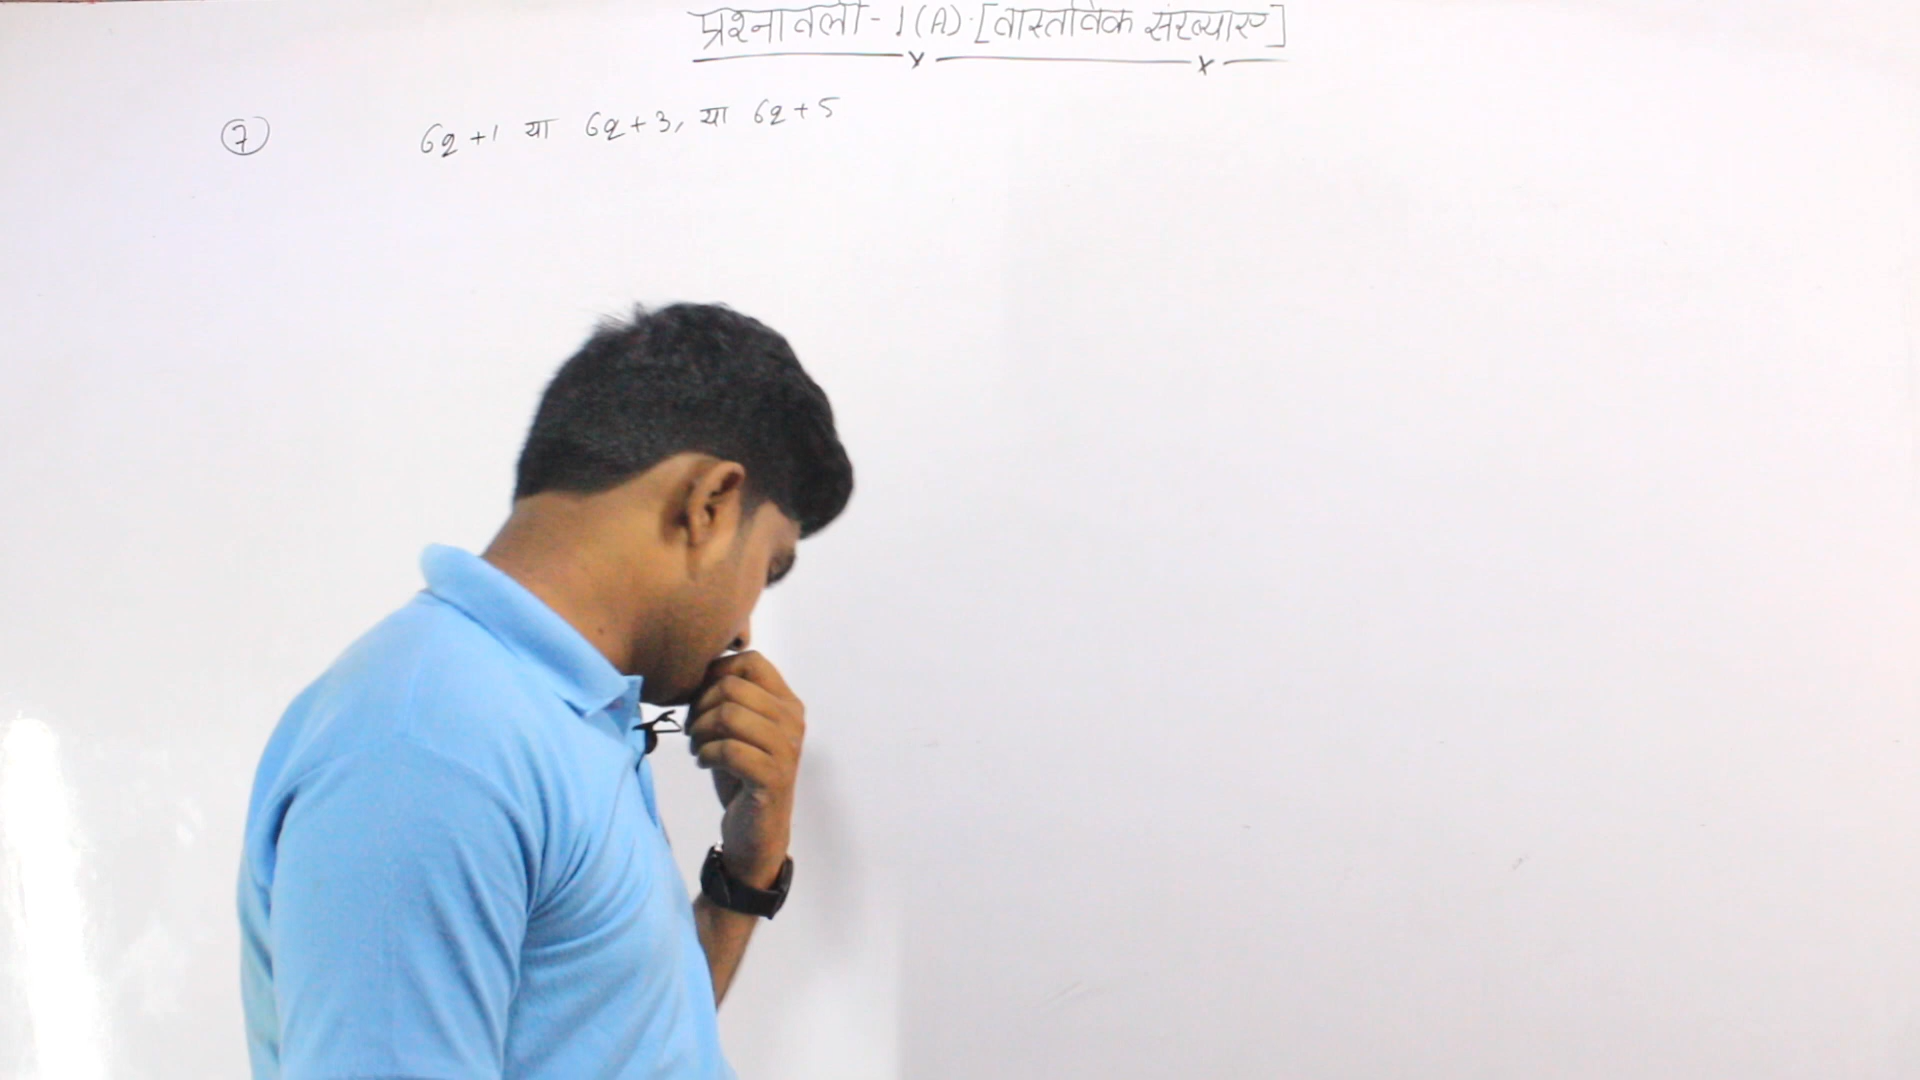 प्रश्नावली - 1(A) · [वास्तविक संख्याएं]
⑦ 6q+1 या 6q+3, या 6q+5